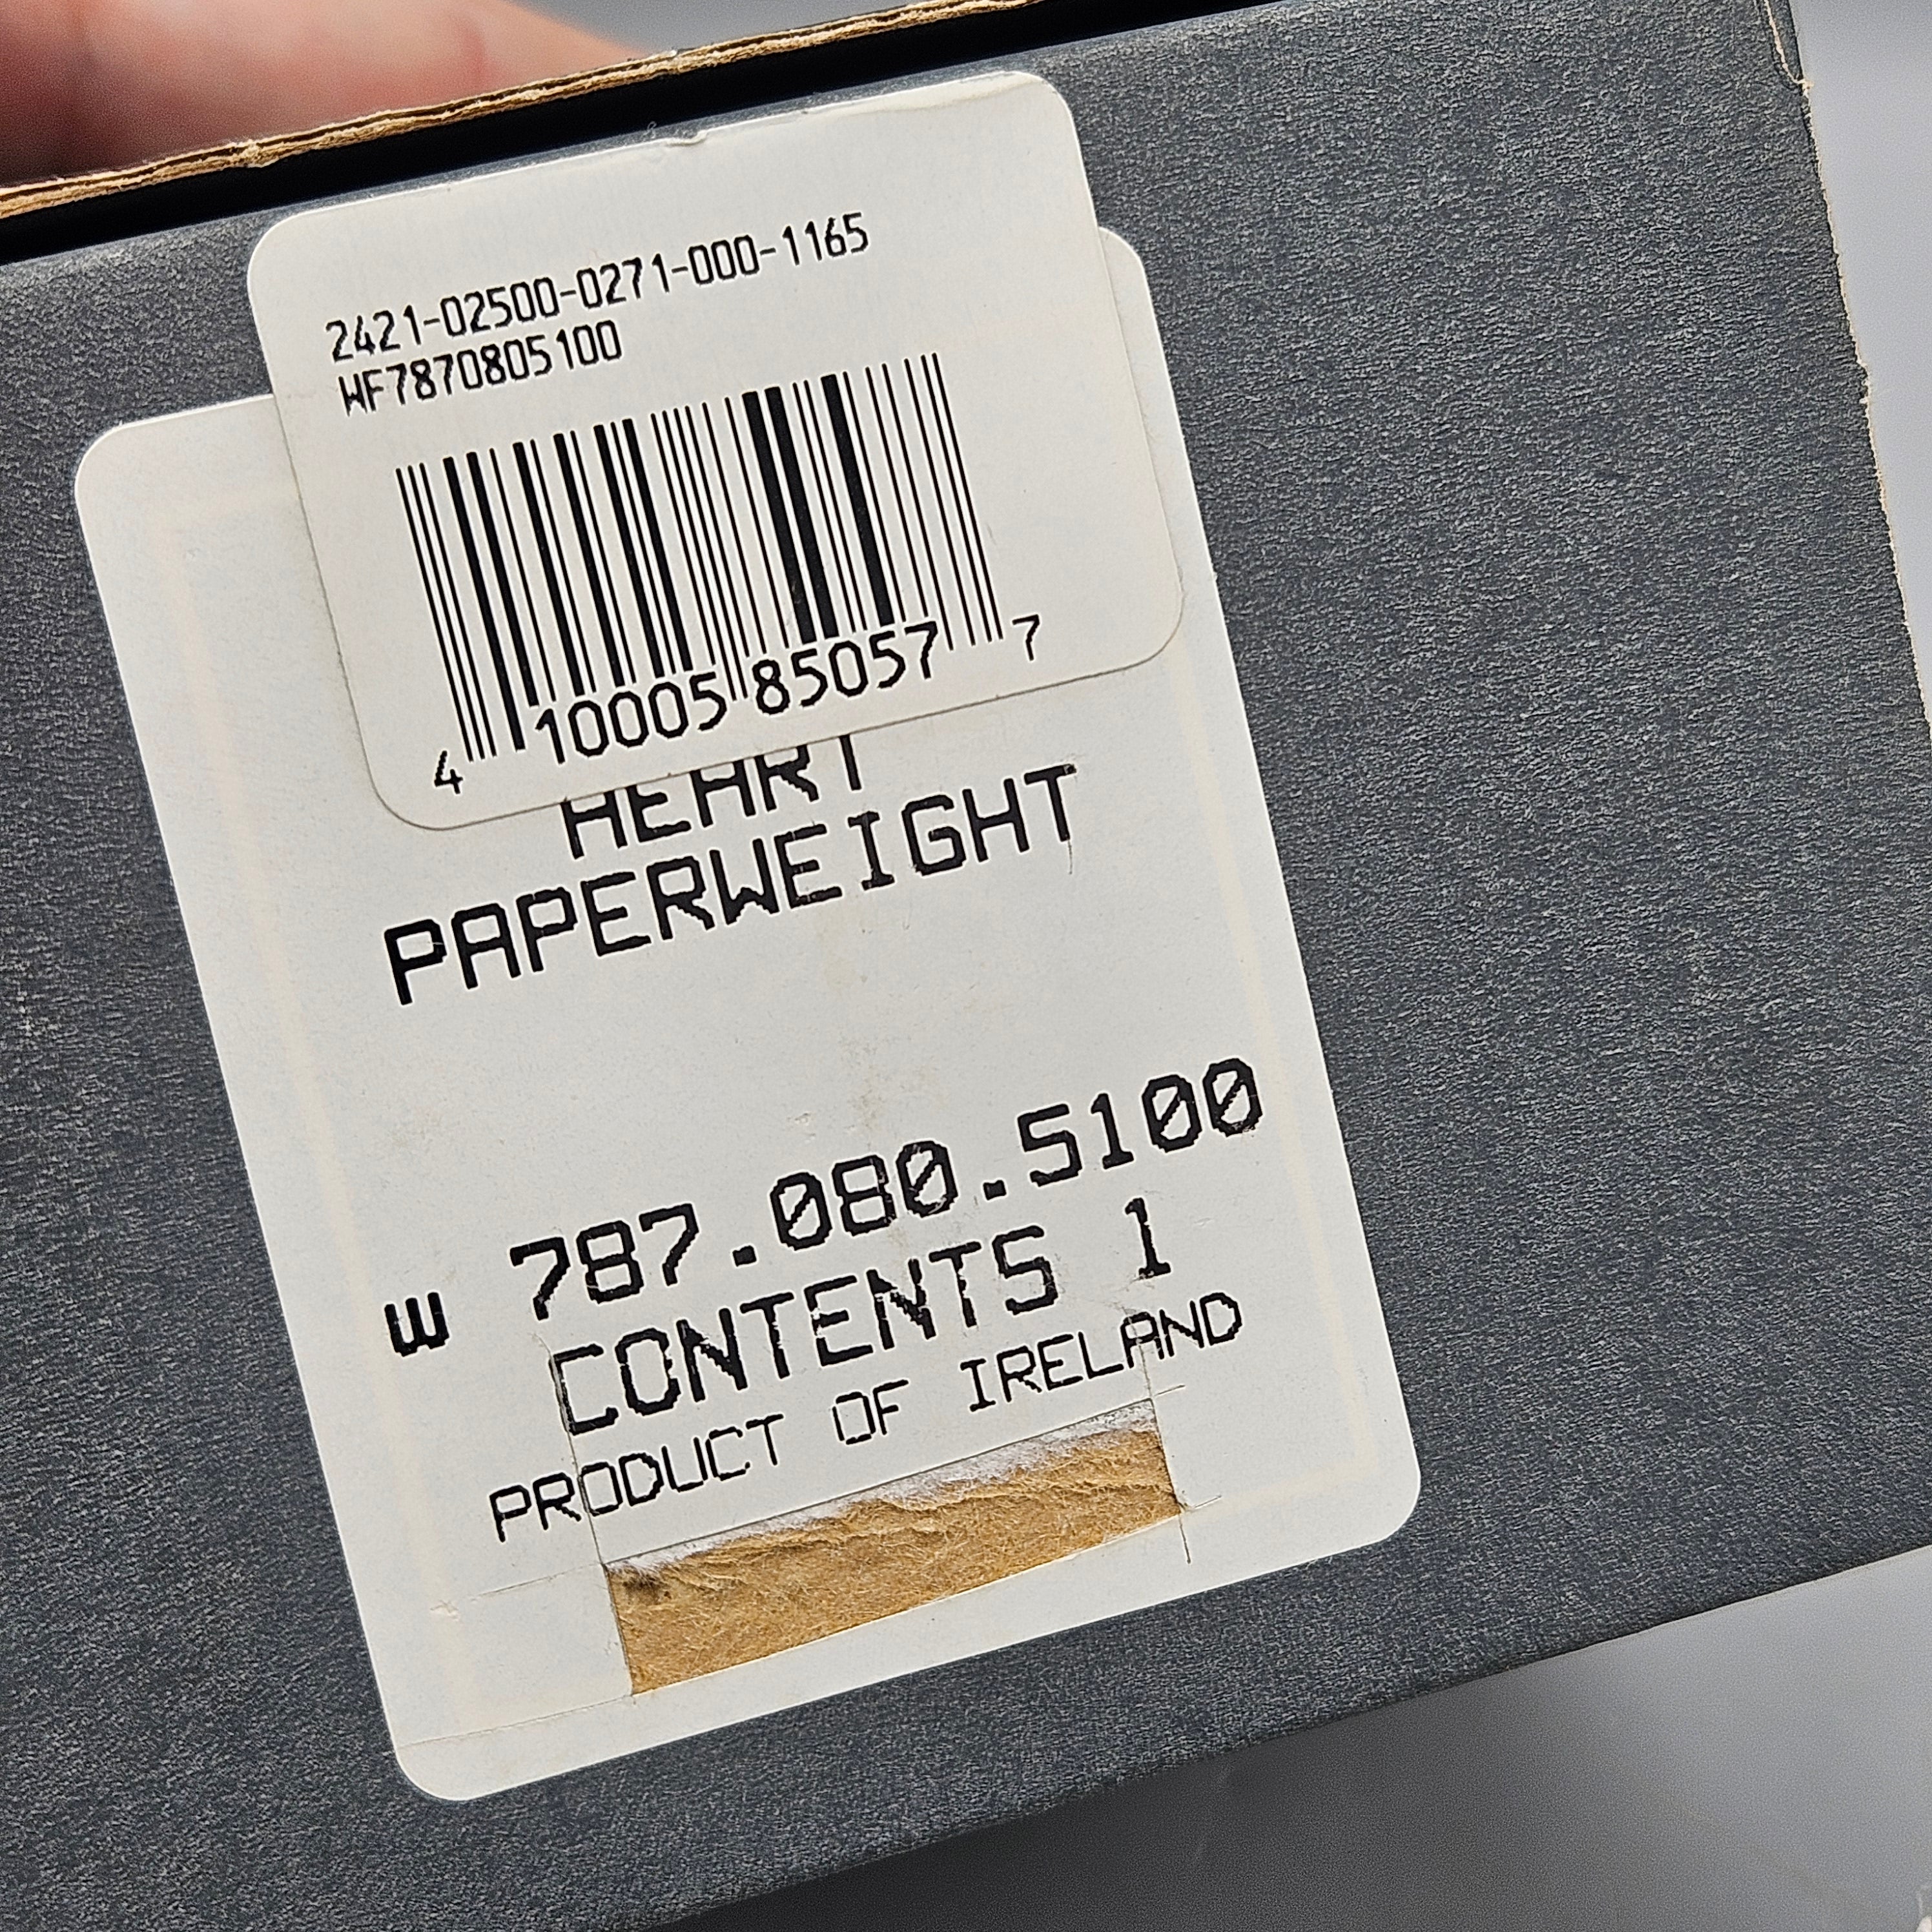 2421-02500-0271-000-1165
WF7870805100
4 10005 85057 7
HEART
PAPERWEIGHT
W 787.080.5100
CONTENTS 1
PRODUCT OF IRELAND